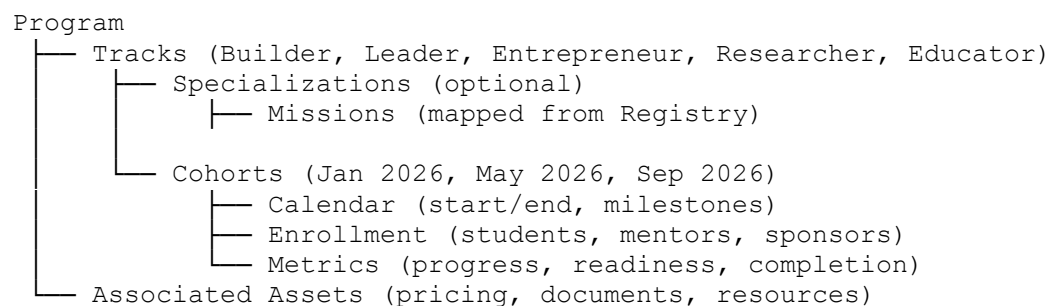 Program
├── Tracks (Builder, Leader, Entrepreneur, Researcher, Educator)
│     ├── Specializations (optional)
│     │     ├── Missions (mapped from Registry)
│     │
│     └── Cohorts (Jan 2026, May 2026, Sep 2026)
│           ├── Calendar (start/end, milestones)
│           ├── Enrollment (students, mentors, sponsors)
│           └── Metrics (progress, readiness, completion)
└── Associated Assets (pricing, documents, resources)